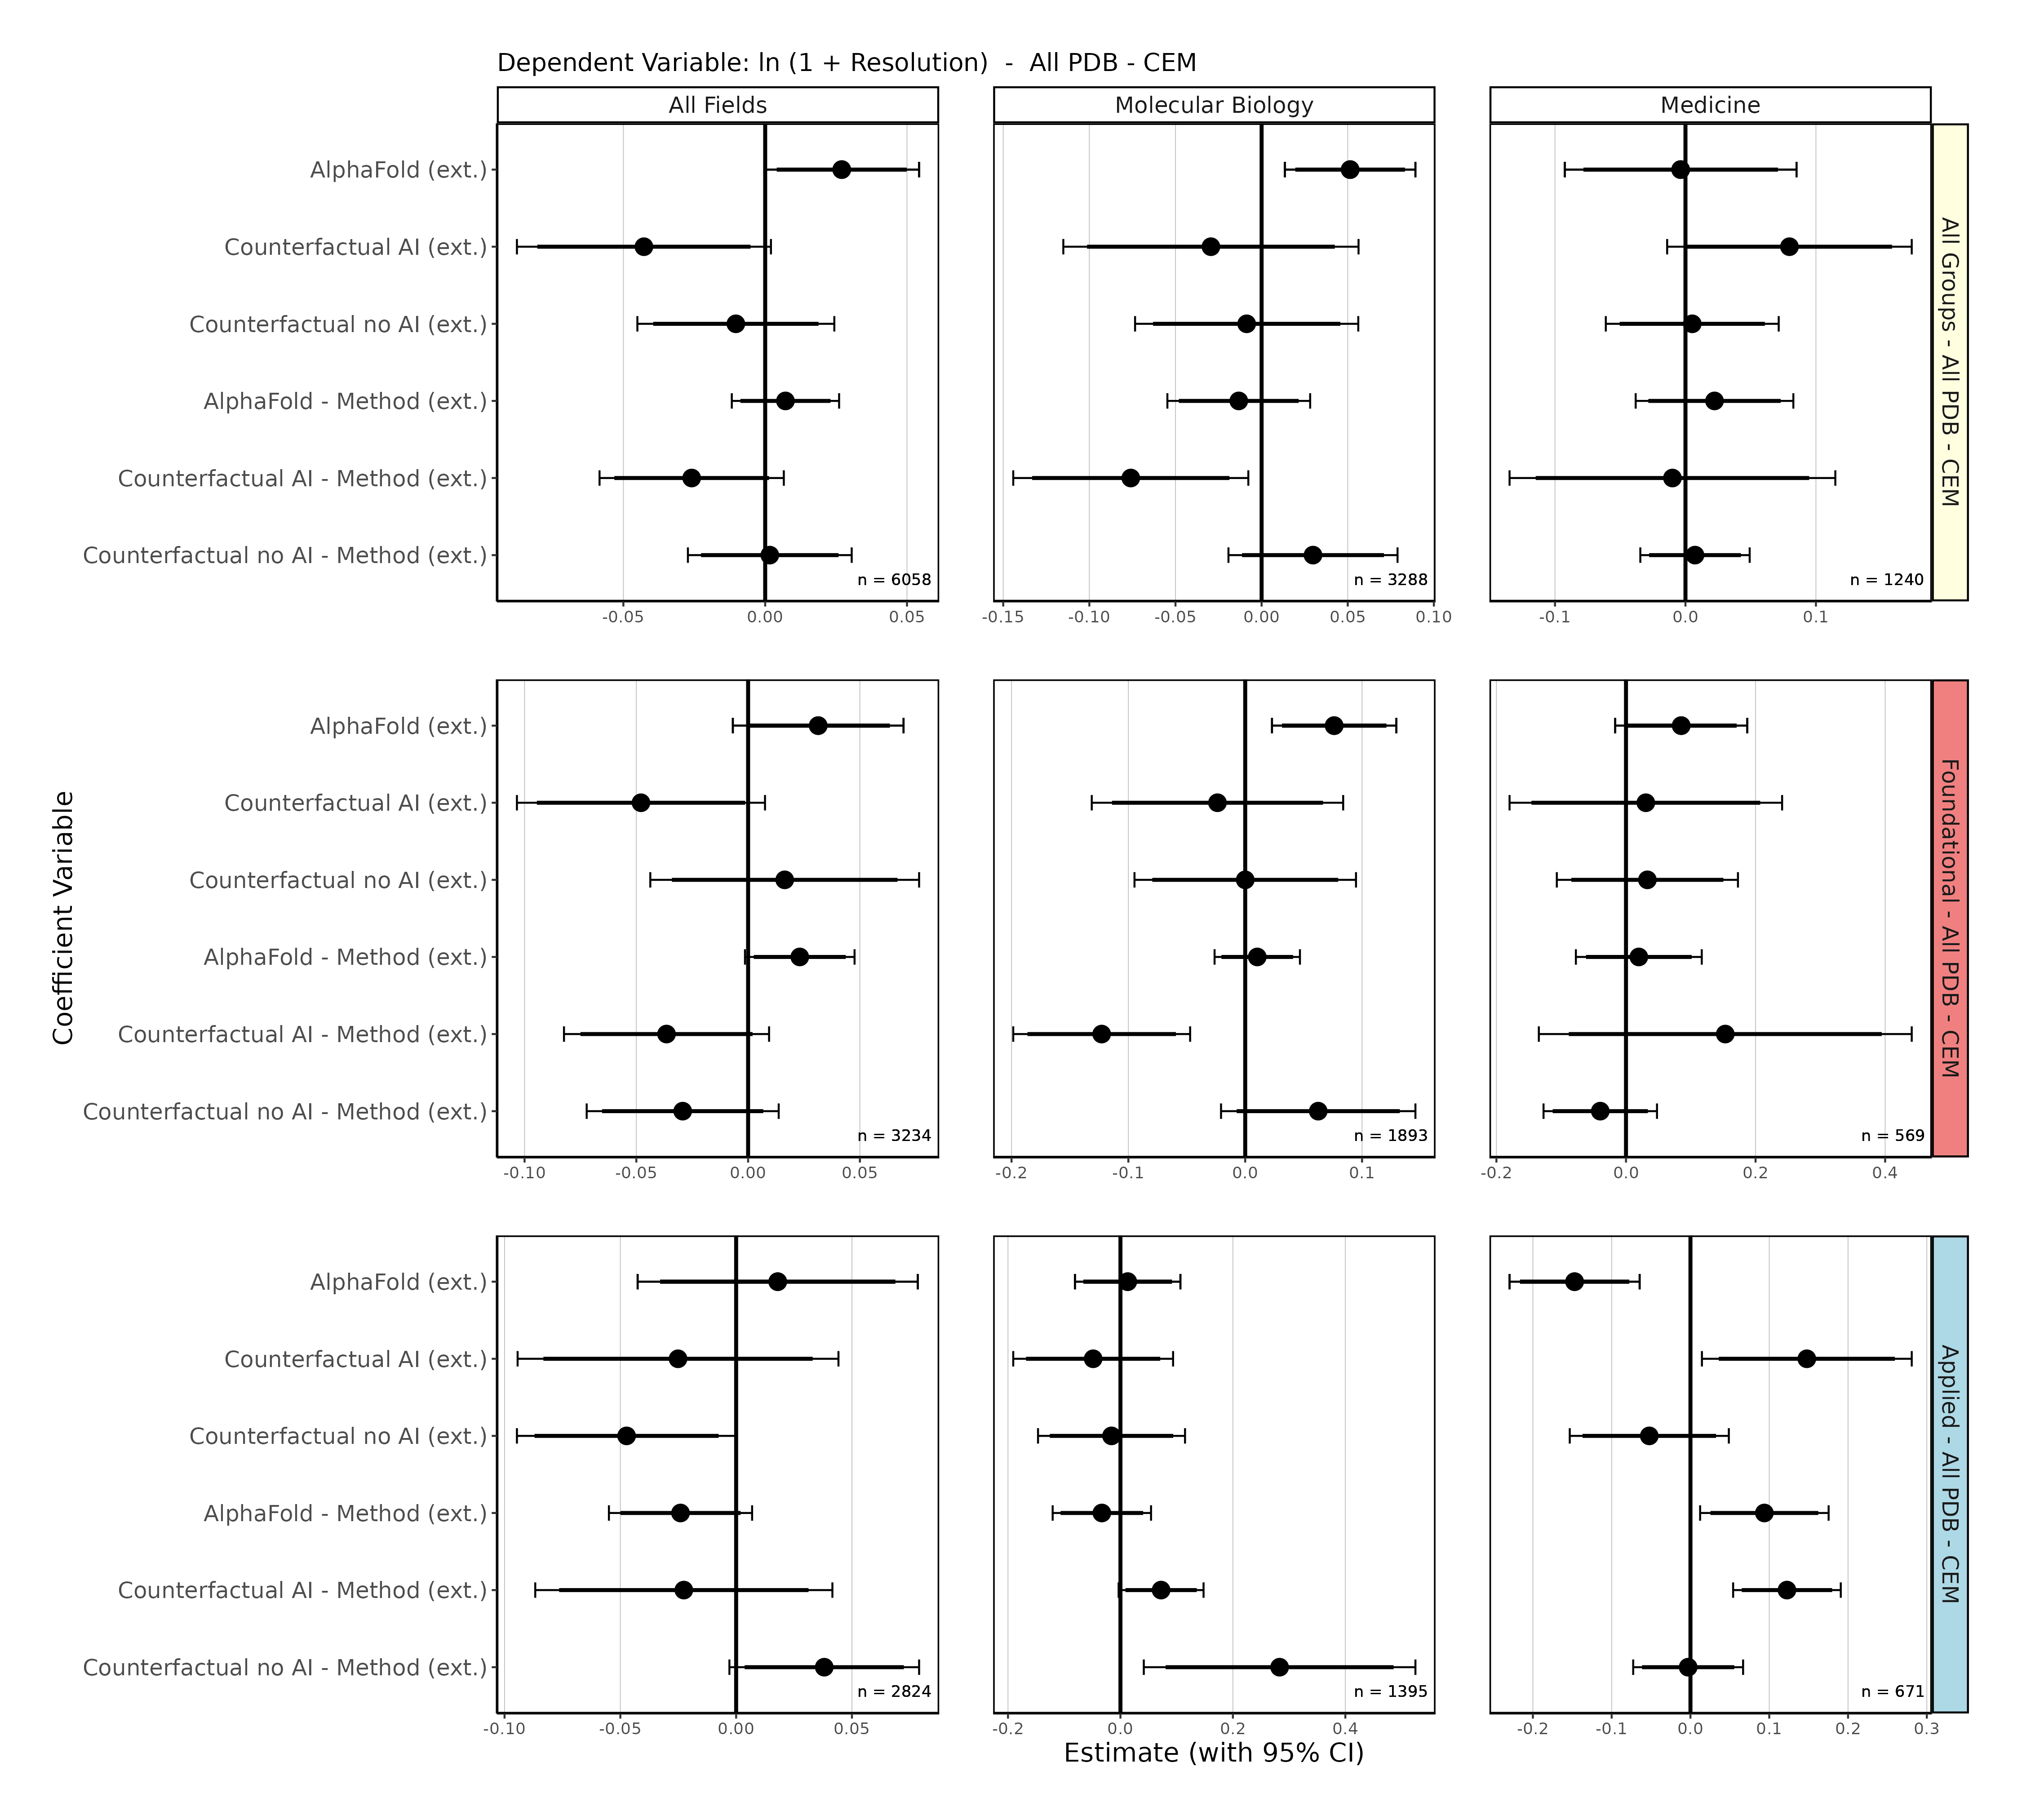 Dependent Variable: ln (1 + Resolution)  -  All PDB - CEM
All Fields
Molecular Biology
Medicine
AlphaFold (ext.)
Counterfactual AI (ext.)
Counterfactual no AI (ext.)
AlphaFold - Method (ext.)
Counterfactual AI - Method (ext.)
Counterfactual no AI - Method (ext.)
n = 6058
n = 3288
n = 1240
All Groups - All PDB - CEM
-0.05 0.00 0.05
-0.15 -0.10 -0.05 0.00 0.05 0.10
-0.1 0.0 0.1
Coefficient Variable
AlphaFold (ext.)
Counterfactual AI (ext.)
Counterfactual no AI (ext.)
AlphaFold - Method (ext.)
Counterfactual AI - Method (ext.)
Counterfactual no AI - Method (ext.)
n = 3234
n = 1893
n = 569
Foundational - All PDB - CEM
-0.10 -0.05 0.00 0.05
-0.2 -0.1 0.0 0.1
-0.2 0.0 0.2 0.4
AlphaFold (ext.)
Counterfactual AI (ext.)
Counterfactual no AI (ext.)
AlphaFold - Method (ext.)
Counterfactual AI - Method (ext.)
Counterfactual no AI - Method (ext.)
n = 2824
n = 1395
n = 671
Applied - All PDB - CEM
-0.10 -0.05 0.00 0.05
-0.2 0.0 0.2 0.4
-0.2 -0.1 0.0 0.1 0.2 0.3
Estimate (with 95% CI)